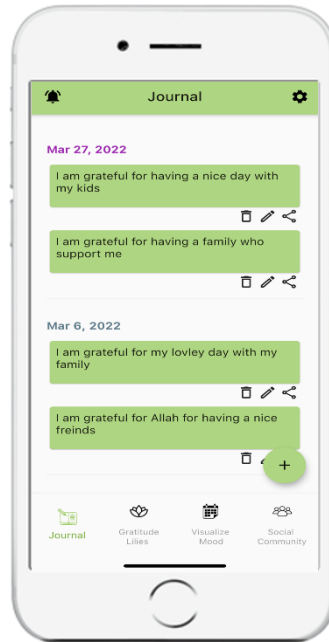 Journal
Mar 27, 2022
I am grateful for having a nice day with
my kids
I am grateful for having a family who
support me
Mar 6, 2022
I am grateful for my lovley day with my
family
I am grateful for Allah for having a nice
freinds
+
Journal
Gratitude
Lilies
Visualize
Mood
Social
Community